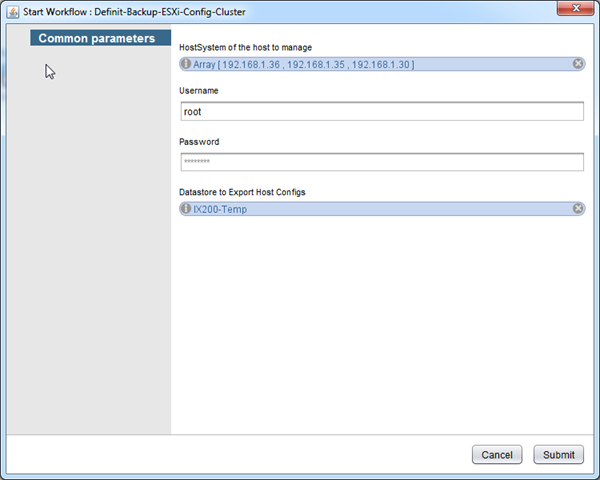 Start Workflow : Definit-Backup-ESXi-Config-Cluster
Common parameters
HostSystem of the host to manage
Array [ 192.168.1.36 , 192.168.1.35 , 192.168.1.30 ]
Username
root
Password
********
Datastore to Export Host Configs
IX200-Temp
Cancel Submit